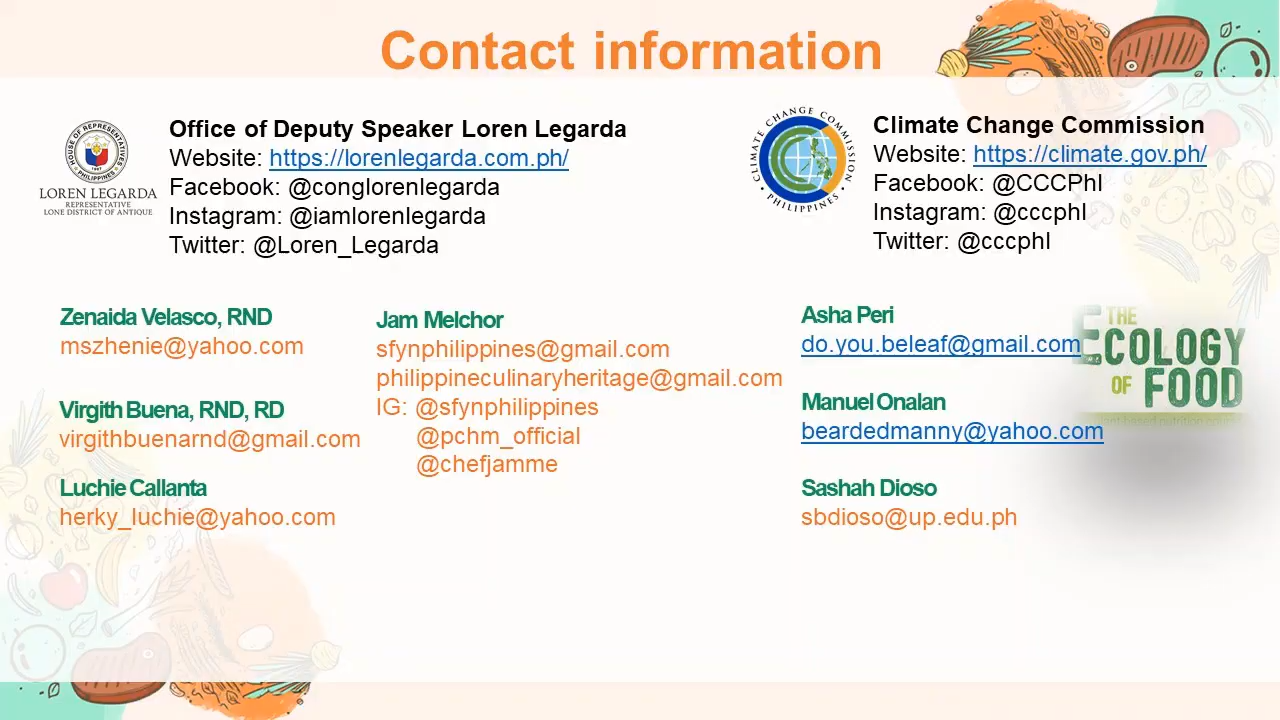 Contact information
HOUSE OF REPRESENTATIVES
PHILIPPINES
LOREN LEGARDA
REPRESENTATIVE
LONE DISTRICT OF ANTIQUE
Office of Deputy Speaker Loren Legarda
Website: https://lorenlegarda.com.ph/
Facebook: @conglorenlegarda
Instagram: @iamlorenlegarda
Twitter: @Loren_Legarda
CLIMATE CHANGE COMMISSION
PHILIPPINES
Climate Change Commission
Website: https://climate.gov.ph/
Facebook: @CCCPhl
Instagram: @cccphl
Twitter: @cccphl
Zenaida Velasco, RND
mszhenie@yahoo.com
Virgith Buena, RND, RD
virgithbuenarnd@gmail.com
Luchie Callanta
herky_luchie@yahoo.com
Jam Melchor
sfynphilippines@gmail.com
philippineculinaryheritage@gmail.com
IG: @sfynphilippines
@pchm_official
@chefjamme
Asha Peri
do.you.beleaf@gmail.com
Manuel Onalan
beardedmanny@yahoo.com
Sashah Dioso
sbdioso@up.edu.ph
THE
ECOLOGY
OF FOOD